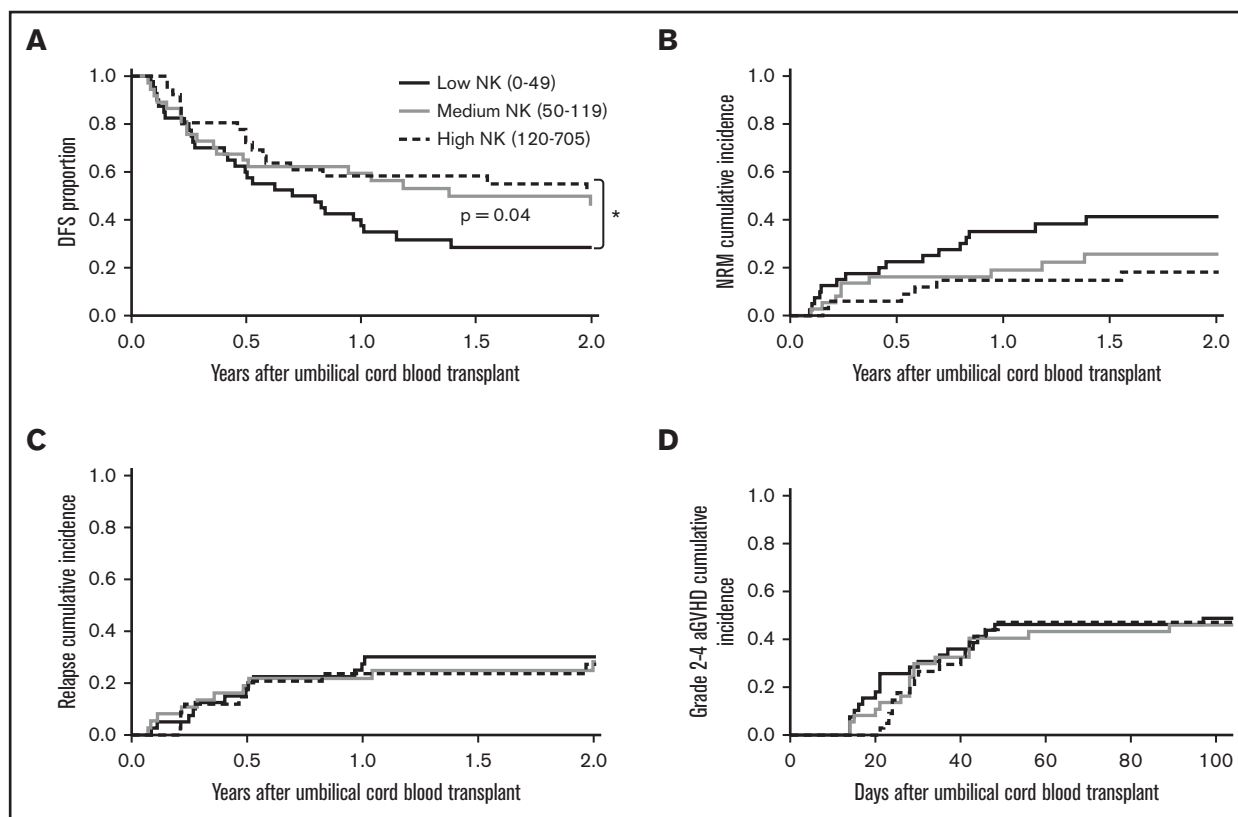 A
1.0
0.8
0.6
0.4
0.2
0.0
DFS proportion
Low NK (0-49)
Medium NK (50-119)
High NK (120-705)
p = 0.04
*
0.0 0.5 1.0 1.5 2.0
Years after umbilical cord blood transplant
B
1.0
0.8
0.6
0.4
0.2
0.0
NRM cumulative incidence
0.0 0.5 1.0 1.5 2.0
Years after umbilical cord blood transplant
C
1.0
0.8
0.6
0.4
0.2
0.0
Relapse cumulative incidence
0.0 0.5 1.0 1.5 2.0
Years after umbilical cord blood transplant
D
1.0
0.8
0.6
0.4
0.2
0.0
Grade 2-4 aGVHD cumulative
incidence
0 20 40 60 80 100
Days after umbilical cord blood transplant